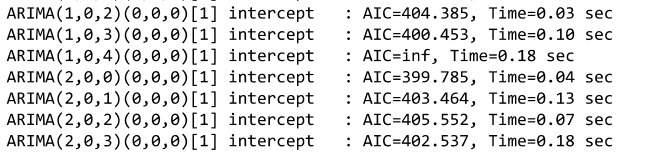 ARIMA(1,0,2)(0,0,0)[1] intercept   : AIC=404.385, Time=0.03 sec
ARIMA(1,0,3)(0,0,0)[1] intercept   : AIC=400.453, Time=0.10 sec
ARIMA(1,0,4)(0,0,0)[1] intercept   : AIC=inf, Time=0.18 sec
ARIMA(2,0,0)(0,0,0)[1] intercept   : AIC=399.785, Time=0.04 sec
ARIMA(2,0,1)(0,0,0)[1] intercept   : AIC=403.464, Time=0.13 sec
ARIMA(2,0,2)(0,0,0)[1] intercept   : AIC=405.552, Time=0.07 sec
ARIMA(2,0,3)(0,0,0)[1] intercept   : AIC=402.537, Time=0.18 sec